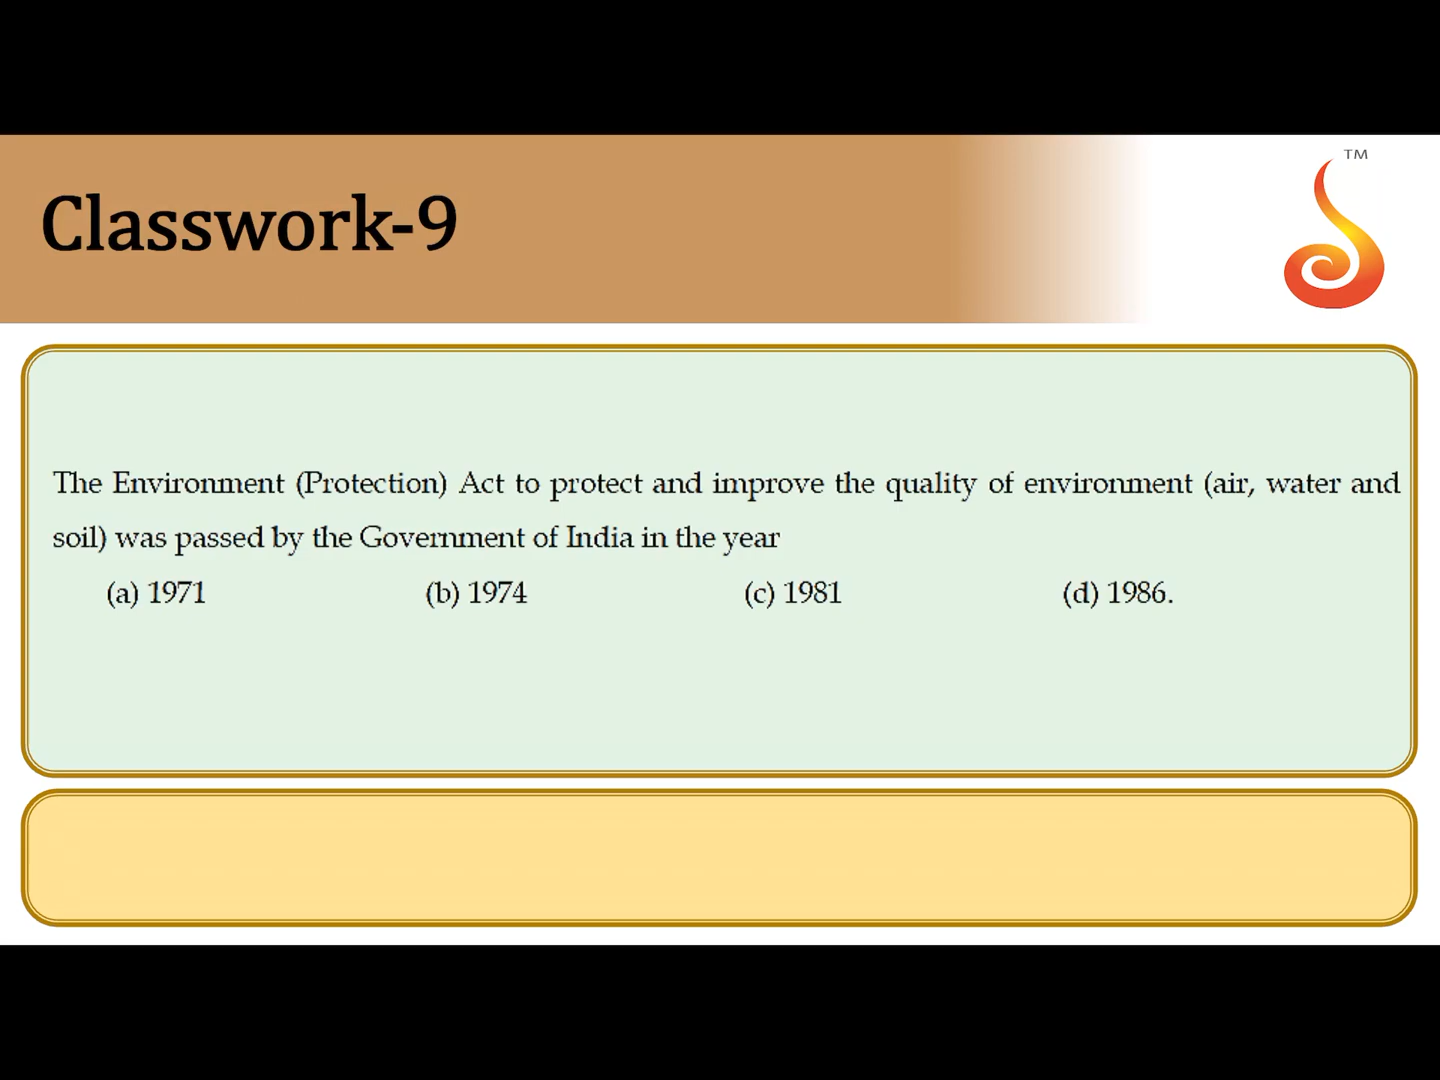 TM
Classwork-9
The Environment (Protection) Act to protect and improve the quality of environment (air, water and
soil) was passed by the Government of India in the year
(a) 1971 (b) 1974 (c) 1981 (d) 1986.